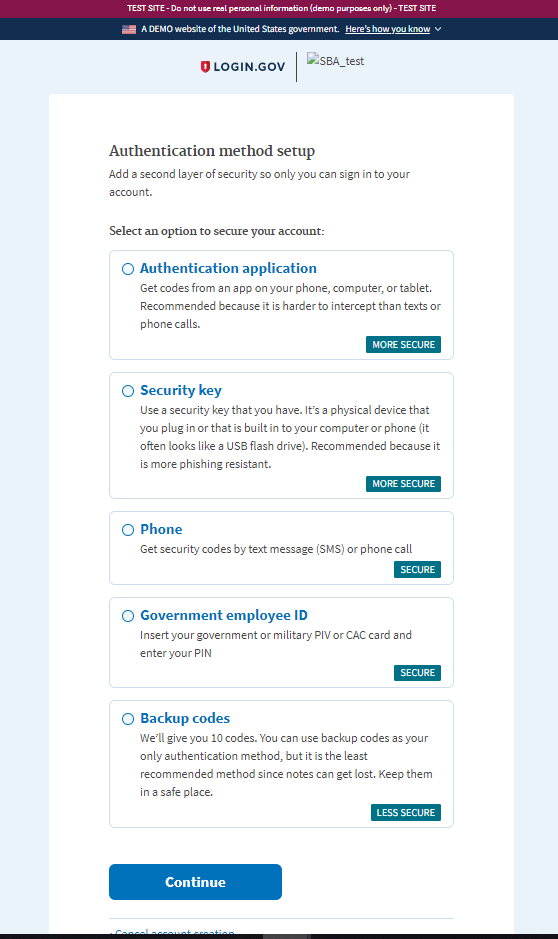 TEST SITE - Do not use real personal information (demo purposes only) - TEST SITE
A DEMO website of the United States government. Here's how you know
LOGIN.GOV
SBA_test
Authentication method setup
Add a second layer of security so only you can sign in to your
account.
Select an option to secure your account:
Authentication application
Get codes from an app on your phone, computer, or tablet.
Recommended because it is harder to intercept than texts or
phone calls.
MORE SECURE
Security key
Use a security key that you have. It’s a physical device that
you plug in or that is built in to your computer or phone (it
often looks like a USB flash drive). Recommended because it
is more phishing resistant.
MORE SECURE
Phone
Get security codes by text message (SMS) or phone call
SECURE
Government employee ID
Insert your government or military PIV or CAC card and
enter your PIN
SECURE
Backup codes
We’ll give you 10 codes. You can use backup codes as your
only authentication method, but it is the least
recommended method since notes can get lost. Keep them
in a safe place.
LESS SECURE
Continue
Cancel account creation